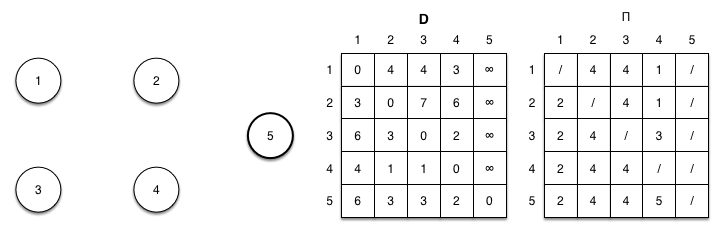 D Π
1 2 3 4 5 1 2 3 4 5
1 2
1 0 4 4 3 ∞ 1 / 4 4 1 /
2 3 0 7 6 ∞ 2 2 / 4 1 /
5
3 6 3 0 2 ∞ 3 2 4 / 3 /
4 4 1 1 0 ∞ 4 2 4 4 / /
3 4
5 6 3 3 2 0 5 2 4 4 5 /